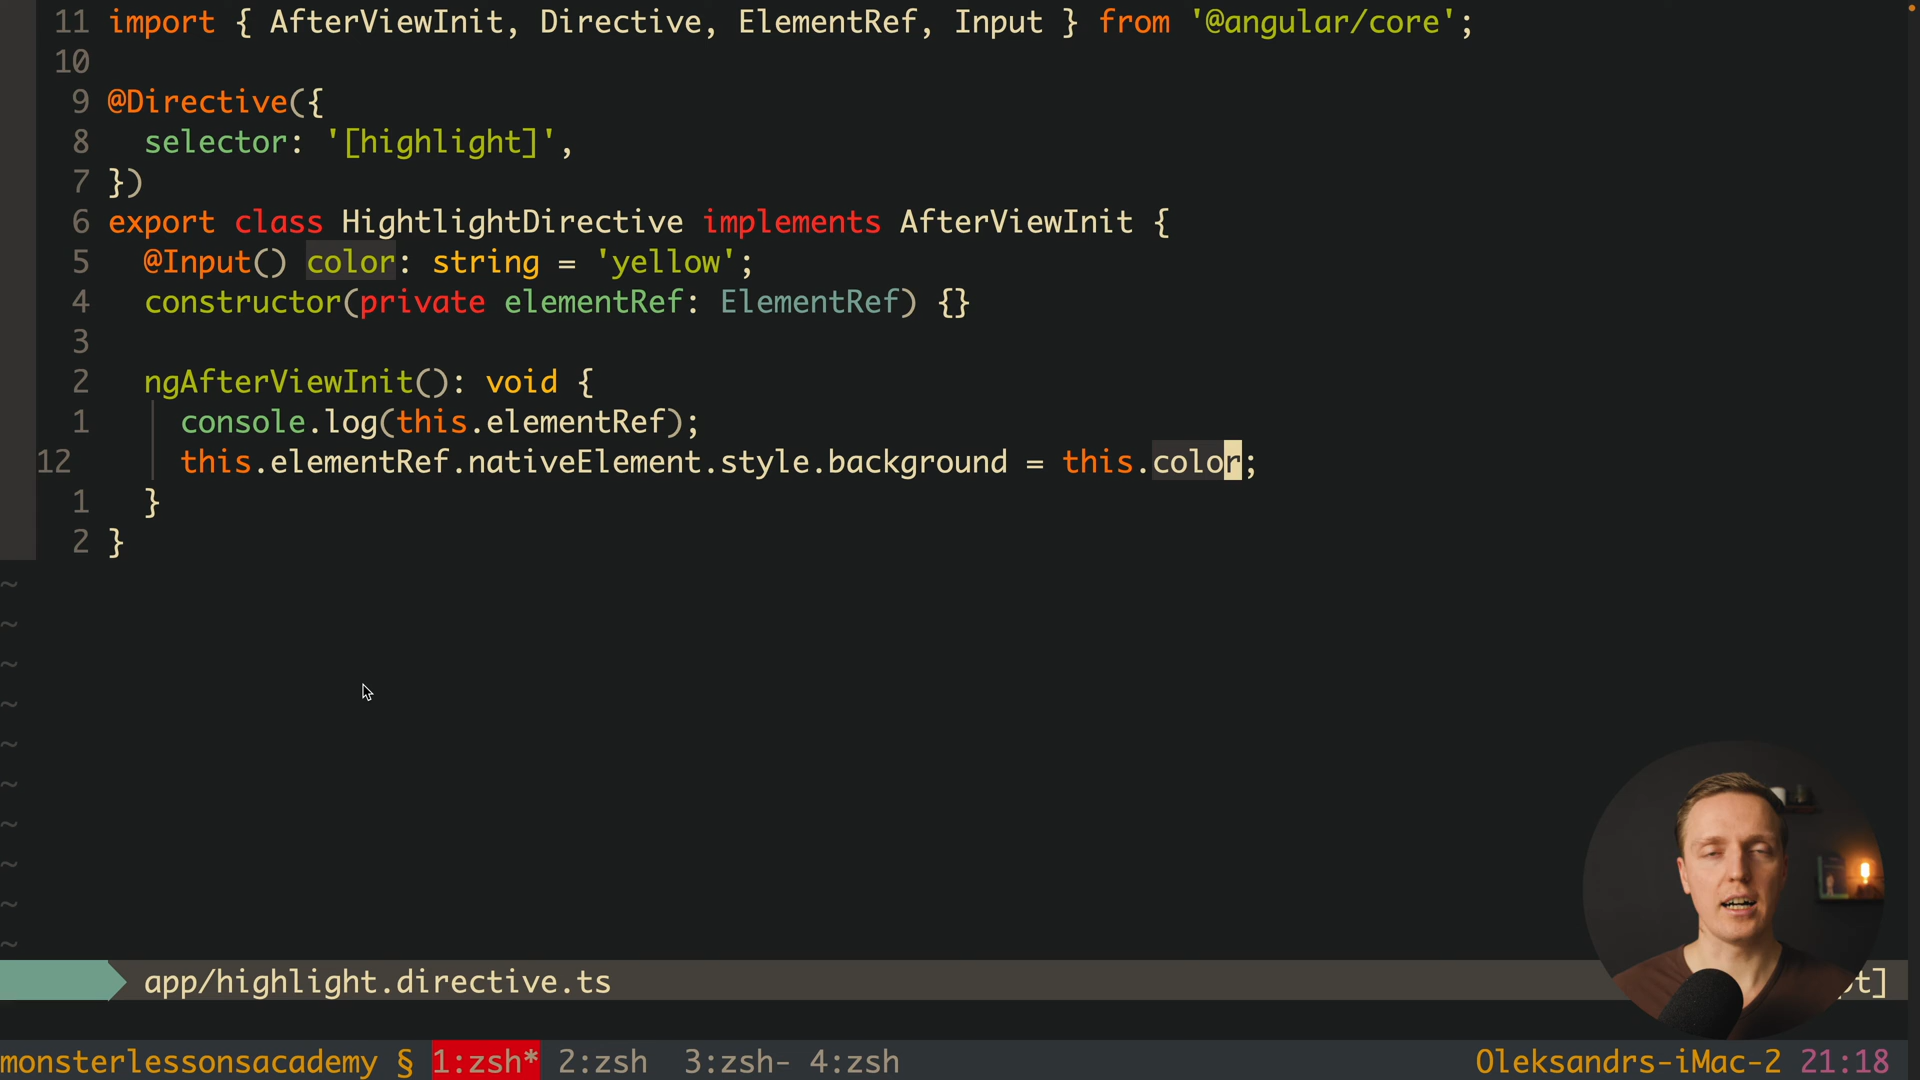 11 import { AfterViewInit, Directive, ElementRef, Input } from '@angular/core';
10
9 @Directive({
8   selector: '[highlight]',
7 })
6 export class HightlightDirective implements AfterViewInit {
5   @Input() color: string = 'yellow';
4   constructor(private elementRef: ElementRef) {}
3
2   ngAfterViewInit(): void {
1     console.log(this.elementRef);
12     this.elementRef.nativeElement.style.background = this.color;
1   }
2 }
~
~
~
~
~
~
~
~
~
~
app/highlight.directive.ts
monsterlessonsacademy § 1:zsh* 2:zsh 3:zsh- 4:zsh Oleksandrs-iMac-2 21:18